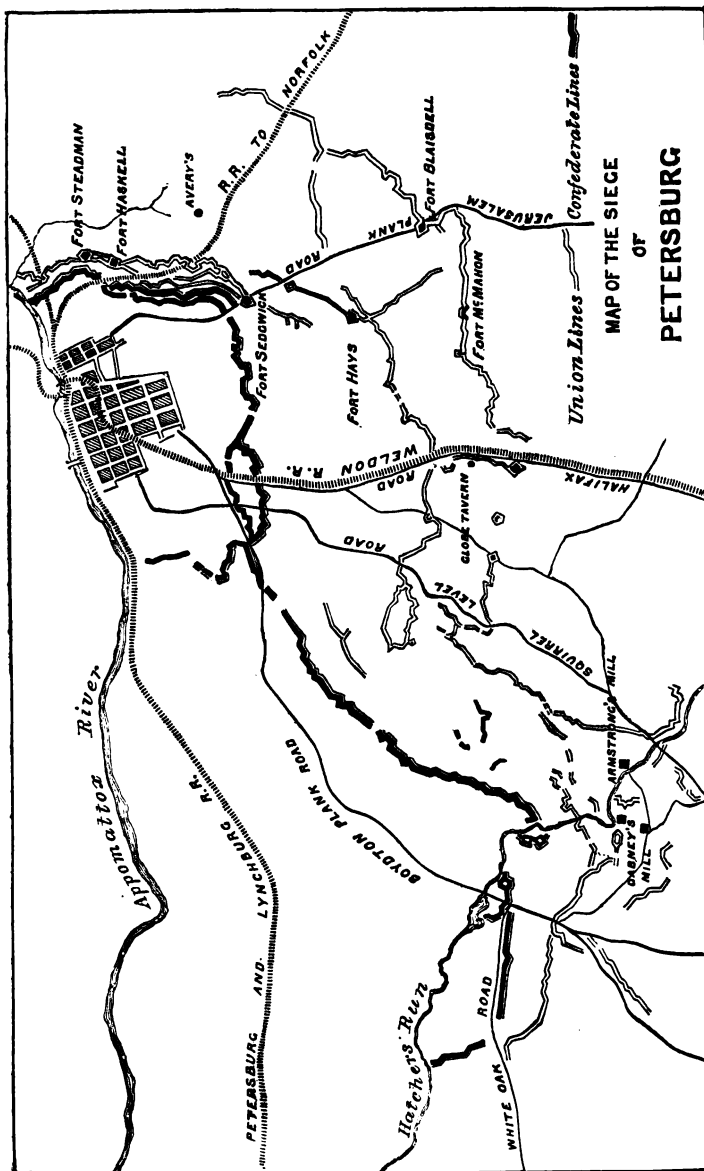 Appomattox River
PETERSBURG AND LYNCHBURG R.R.
BOYDTON PLANK ROAD
Hatchers' Run
WHITE OAK ROAD
DABNEY'S
MILL
ARMSTRONG'S MILL
SQUIRREL LEVEL ROAD
HALIFAX ROAD
WELDON R.R.
GLOBE TAVERN
FORT STEADMAN
FORT HASKELL
AVERY'S
R.R. TO NORFOLK
FORT SEDGWICK
FORT HAYS
FORT McMAHON
FORT BLAISDELL
JERUSALEM PLANK ROAD
Union Lines
Confederate Lines
MAP OF THE SIEGE
OF
PETERSBURG